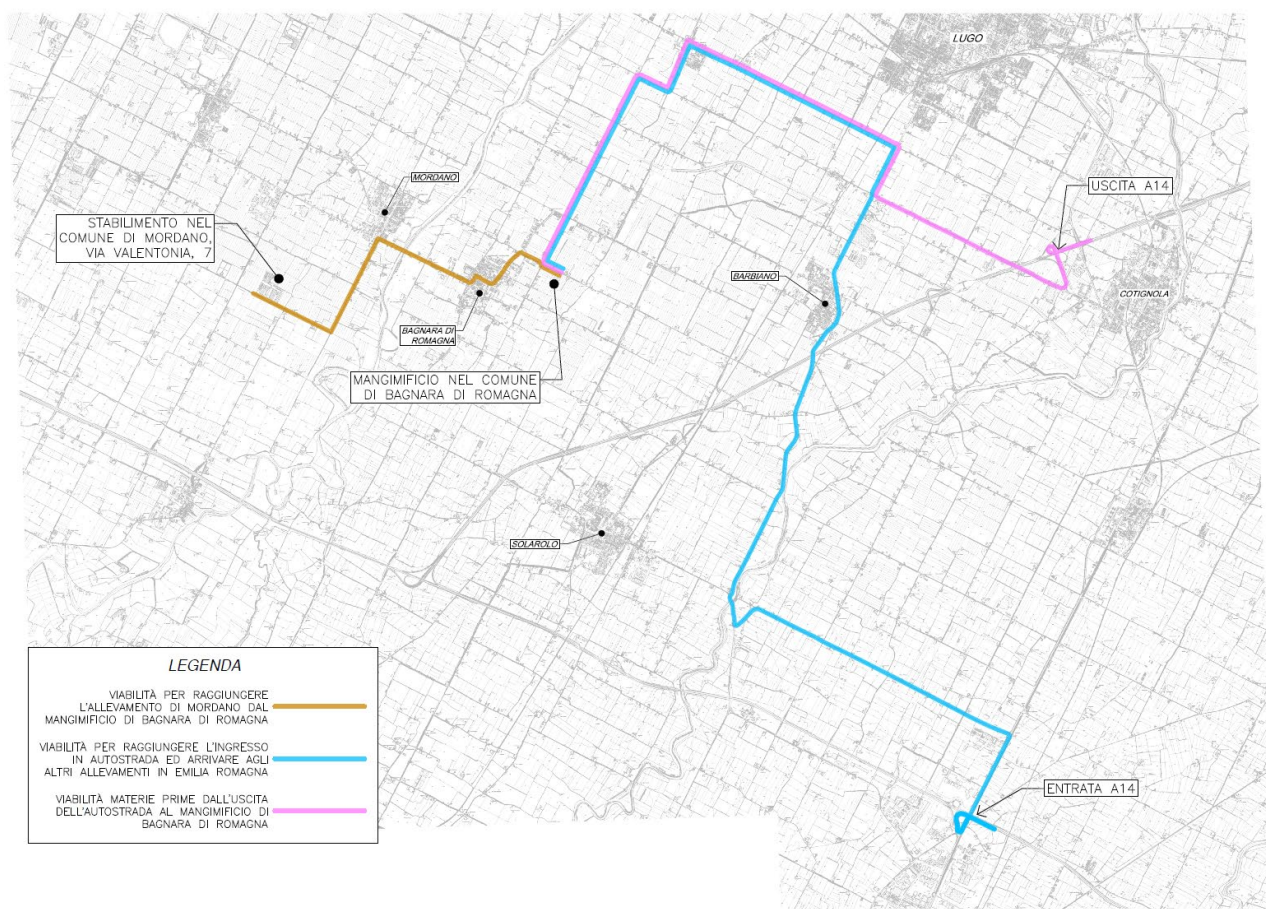 LUGO
MORDANO
USCITA A14
STABILIMENTO NEL
COMUNE DI MORDANO,
VIA VALENTONIA, 7
BARBIANO
COTIGNOLA
BAGNARA DI
ROMAGNA
MANGIMIFICIO NEL COMUNE
DI BAGNARA DI ROMAGNA
SOLAROLO
LEGENDA
VIABILITÀ PER RAGGIUNGERE
L'ALLEVAMENTO DI MORDANO DAL
MANGIMIFICIO DI BAGNARA DI ROMAGNA
VIABILITÀ PER RAGGIUNGERE L'INGRESSO
IN AUTOSTRADA ED ARRIVARE AGLI
ALTRI ALLEVAMENTI IN EMILIA ROMAGNA
VIABILITÀ MATERIE PRIME DALL'USCITA
DELL'AUTOSTRADA AL MANGIMIFICIO DI
BAGNARA DI ROMAGNA
ENTRATA A14